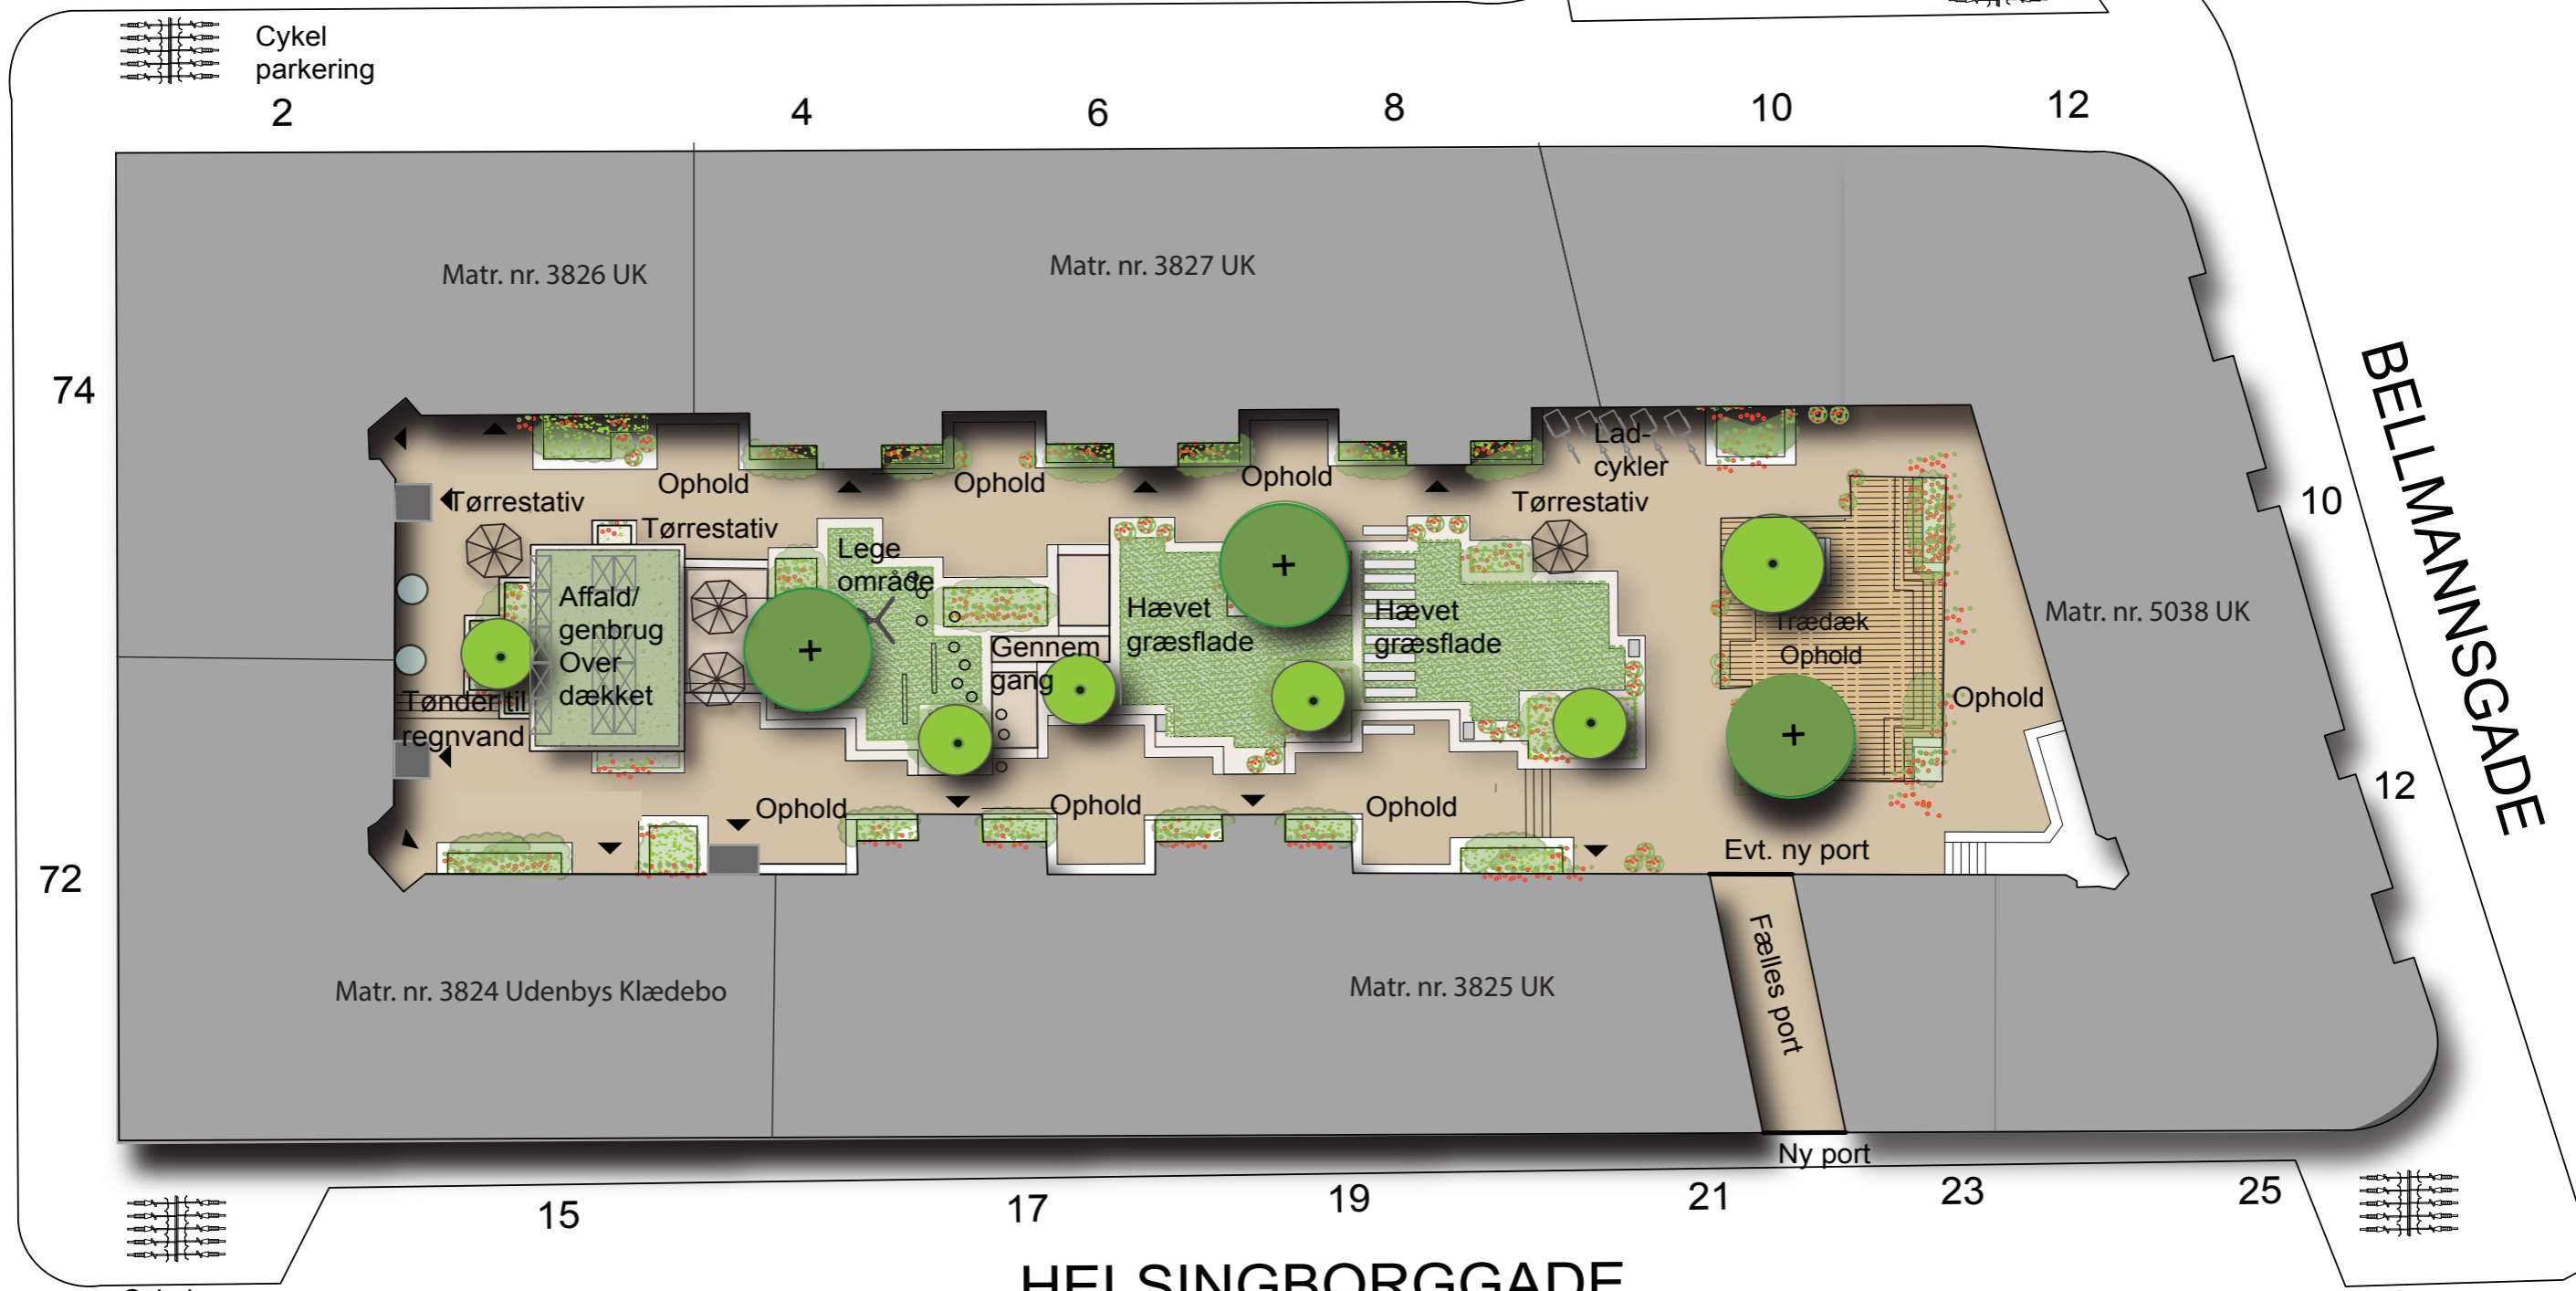 Cykel
parkering
2
4
6
8
10
12
Matr. nr. 3826 UK
Matr. nr. 3827 UK
74
BELLMANNSGADE
10
Lad-
cykler
Ophold
Ophold
Ophold
Tørrestativ
Tørrestativ
Tørrestativ
Lege
område
Affald/
genbrug
Over
dækket
Hævet
græsflade
Hævet
græsflade
Trædæk
Ophold
Matr. nr. 5038 UK
Gennem
gang
Tønder til
regnvand
Ophold
12
Ophold
Ophold
Ophold
Evt. ny port
72
Fælles port
Matr. nr. 3824 Udenbys Klædebo
Matr. nr. 3825 UK
Ny port
15
17
19
21
23
25
HELSINGBORGGADE